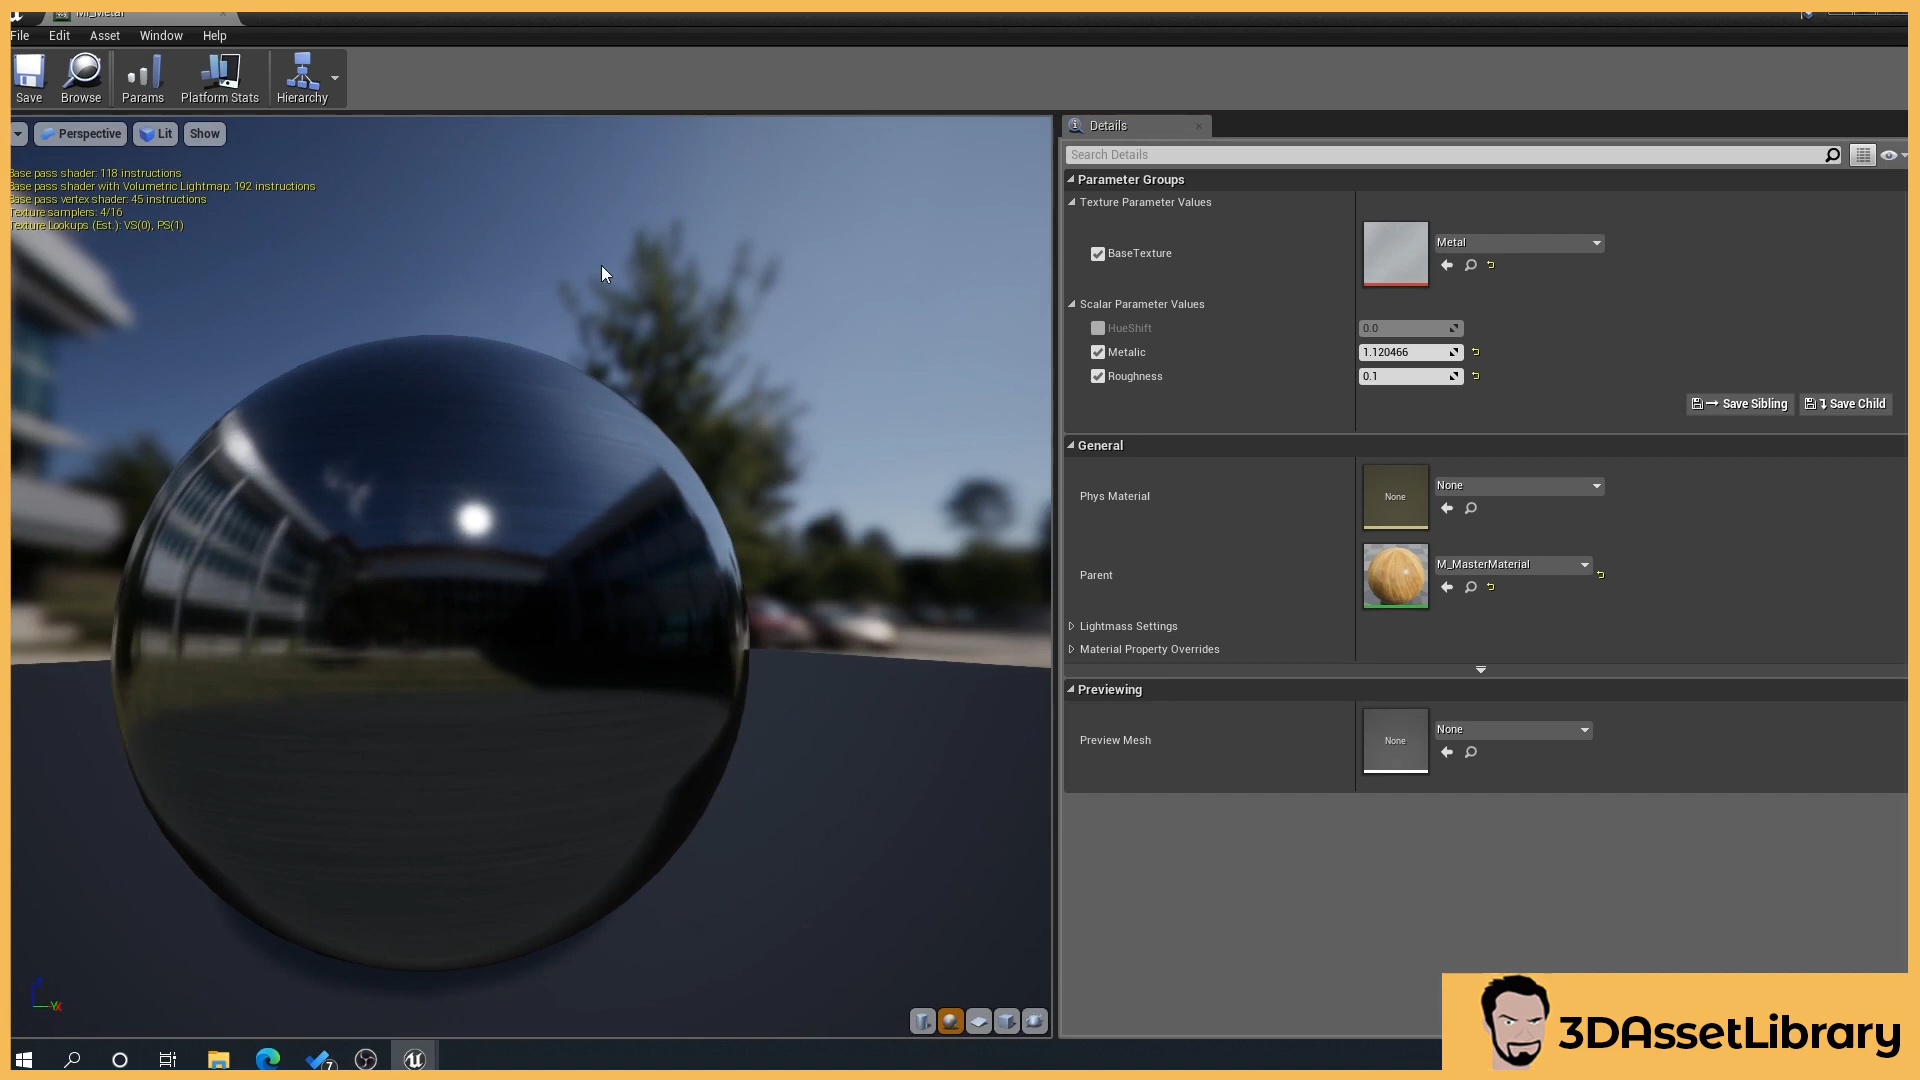 MI_Metal
File Edit Asset Window Help
Save Browse Params Platform Stats Hierarchy
Perspective Lit Show
Base pass shader: 118 instructions
Base pass shader with Volumetric Lightmap: 192 instructions
Base pass vertex shader: 45 instructions
Texture samplers: 4/16
Texture Lookups (Est.): VS(0), PS(1)
Details
Search Details
Parameter Groups
Texture Parameter Values
BaseTexture Metal
Scalar Parameter Values
HueShift 0.0
Metalic 1.120466
Roughness 0.1
Save Sibling Save Child
General
Phys Material None None
Parent M_MasterMaterial
Lightmass Settings
Material Property Overrides
Previewing
Preview Mesh None None
Z
Y X
7
3DAssetLibrary